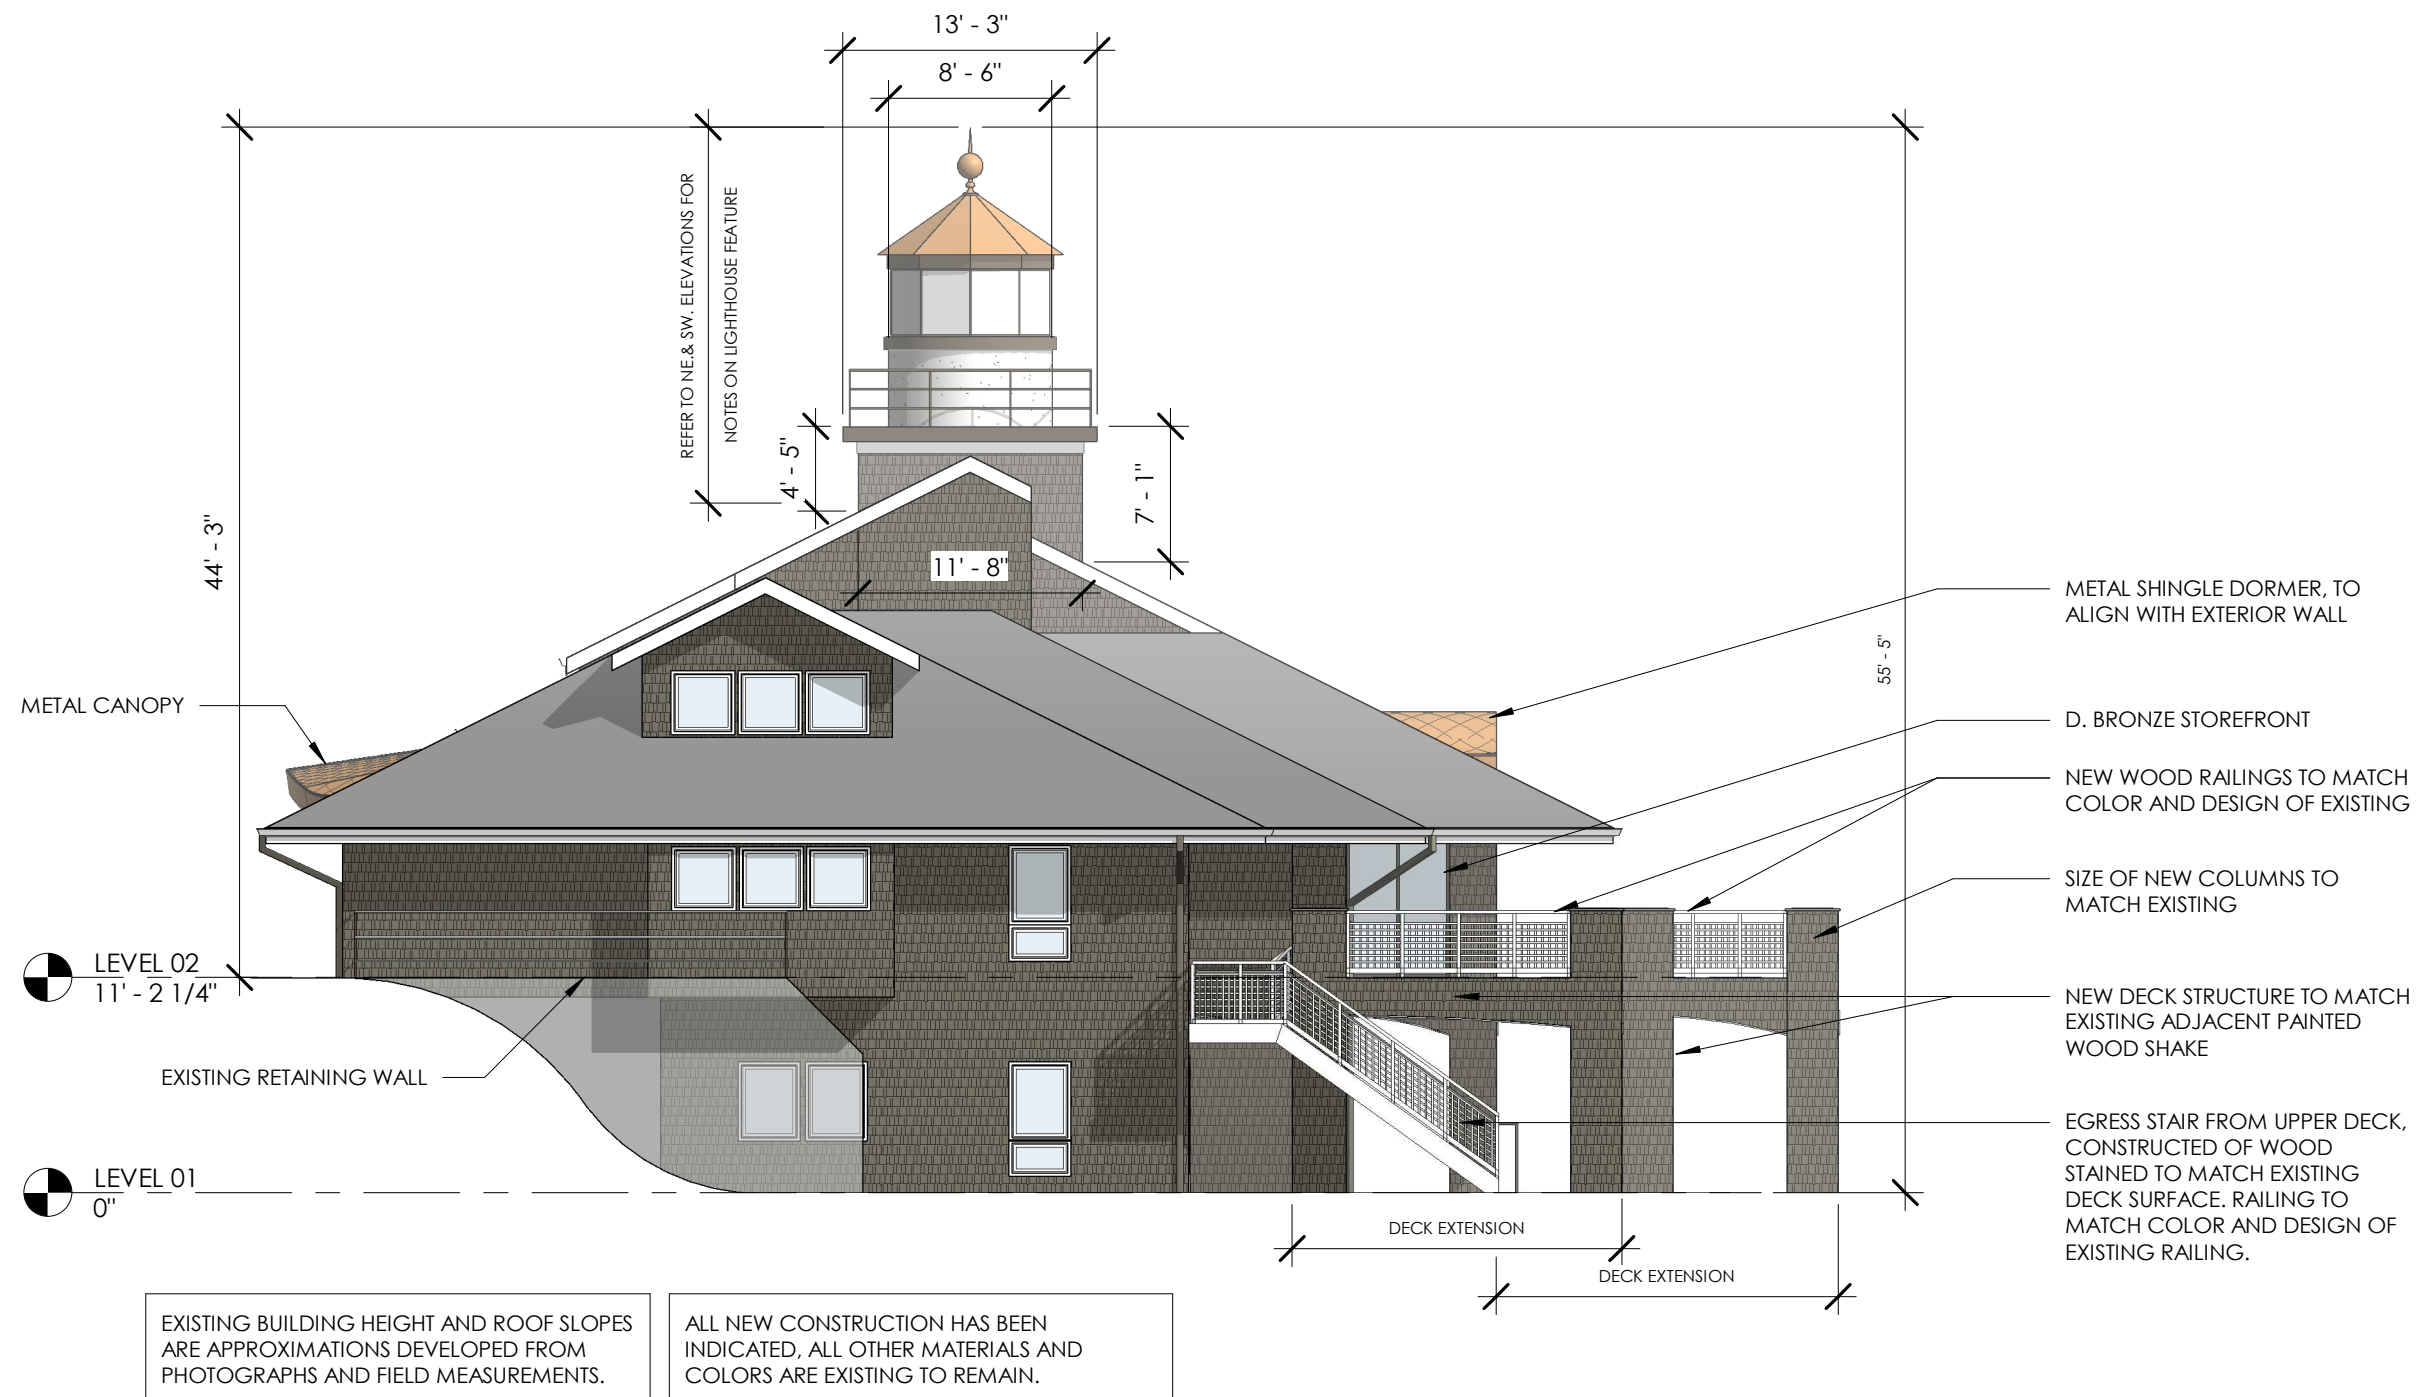 13' - 3"
8' - 6"
REFER TO NE.& SW. ELEVATIONS FOR
NOTES ON LIGHTHOUSE FEATURE
4' - 5"
7' - 1"
44' - 3"
11' - 8"
55' - 5"
METAL CANOPY
METAL SHINGLE DORMER, TO
ALIGN WITH EXTERIOR WALL
D. BRONZE STOREFRONT
NEW WOOD RAILINGS TO MATCH
COLOR AND DESIGN OF EXISTING
SIZE OF NEW COLUMNS TO
MATCH EXISTING
LEVEL 02
11' - 2 1/4"
NEW DECK STRUCTURE TO MATCH
EXISTING ADJACENT PAINTED
WOOD SHAKE
EXISTING RETAINING WALL
EGRESS STAIR FROM UPPER DECK,
CONSTRUCTED OF WOOD
STAINED TO MATCH EXISTING
DECK SURFACE. RAILING TO
MATCH COLOR AND DESIGN OF
EXISTING RAILING.
LEVEL 01
0"
DECK EXTENSION
DECK EXTENSION
EXISTING BUILDING HEIGHT AND ROOF SLOPES
ARE APPROXIMATIONS DEVELOPED FROM
PHOTOGRAPHS AND FIELD MEASUREMENTS.
ALL NEW CONSTRUCTION HAS BEEN
INDICATED, ALL OTHER MATERIALS AND
COLORS ARE EXISTING TO REMAIN.